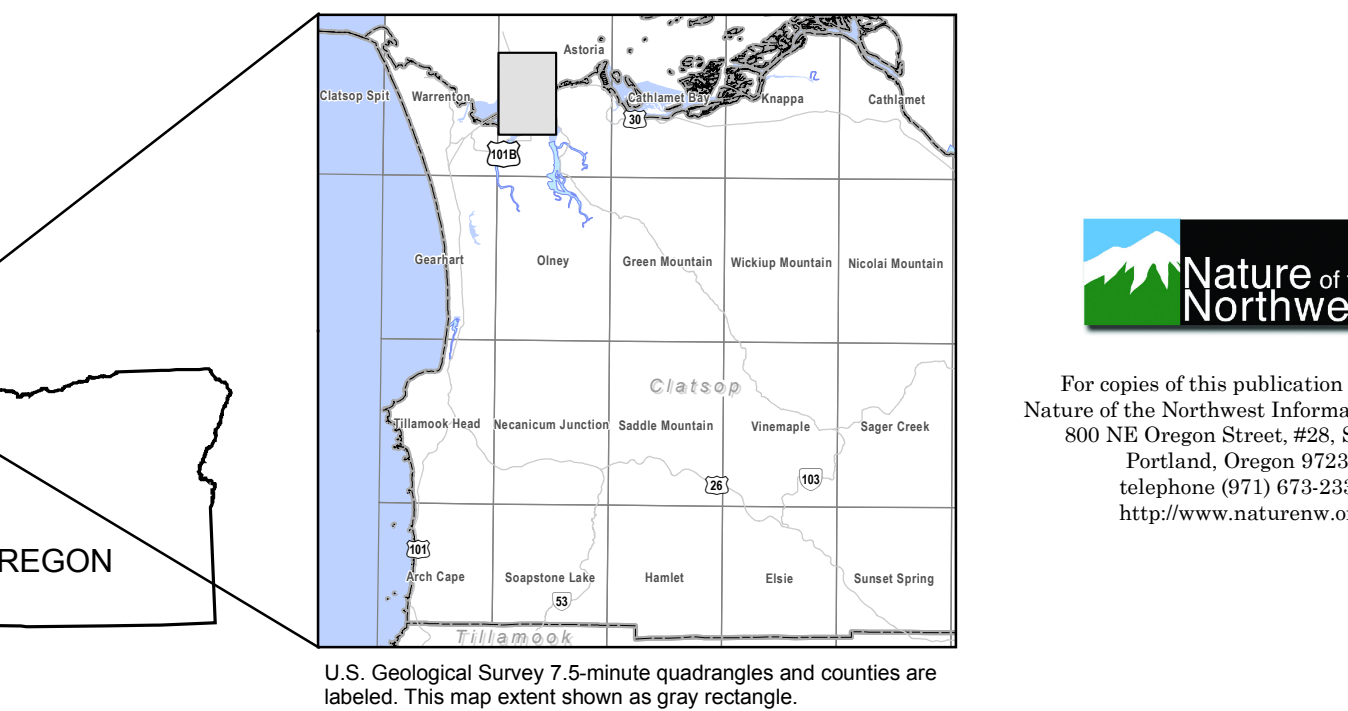 Astoria
Clatsop Spit
Warrenton
Cathlamet Bay
Knappa
Cathlamet
30
101B
Gearhart
Olney
Green Mountain
Wickiup Mountain
Nicolai Mountain
Clatsop
Tillamook Head
Necanicum Junction
Saddle Mountain
Vinemaple
Sager Creek
26
103
101
Arch Cape
Soapstone Lake
Hamlet
Elsie
Sunset Spring
53
Tillamook
REGON
U.S. Geological Survey 7.5-minute quadrangles and counties are
labeled. This map extent shown as gray rectangle.
Nature of
Northwe
For copies of this publication
Nature of the Northwest Informa
800 NE Oregon Street, #28, S
Portland, Oregon 9723
telephone (971) 673-233
http://www.naturenw.o